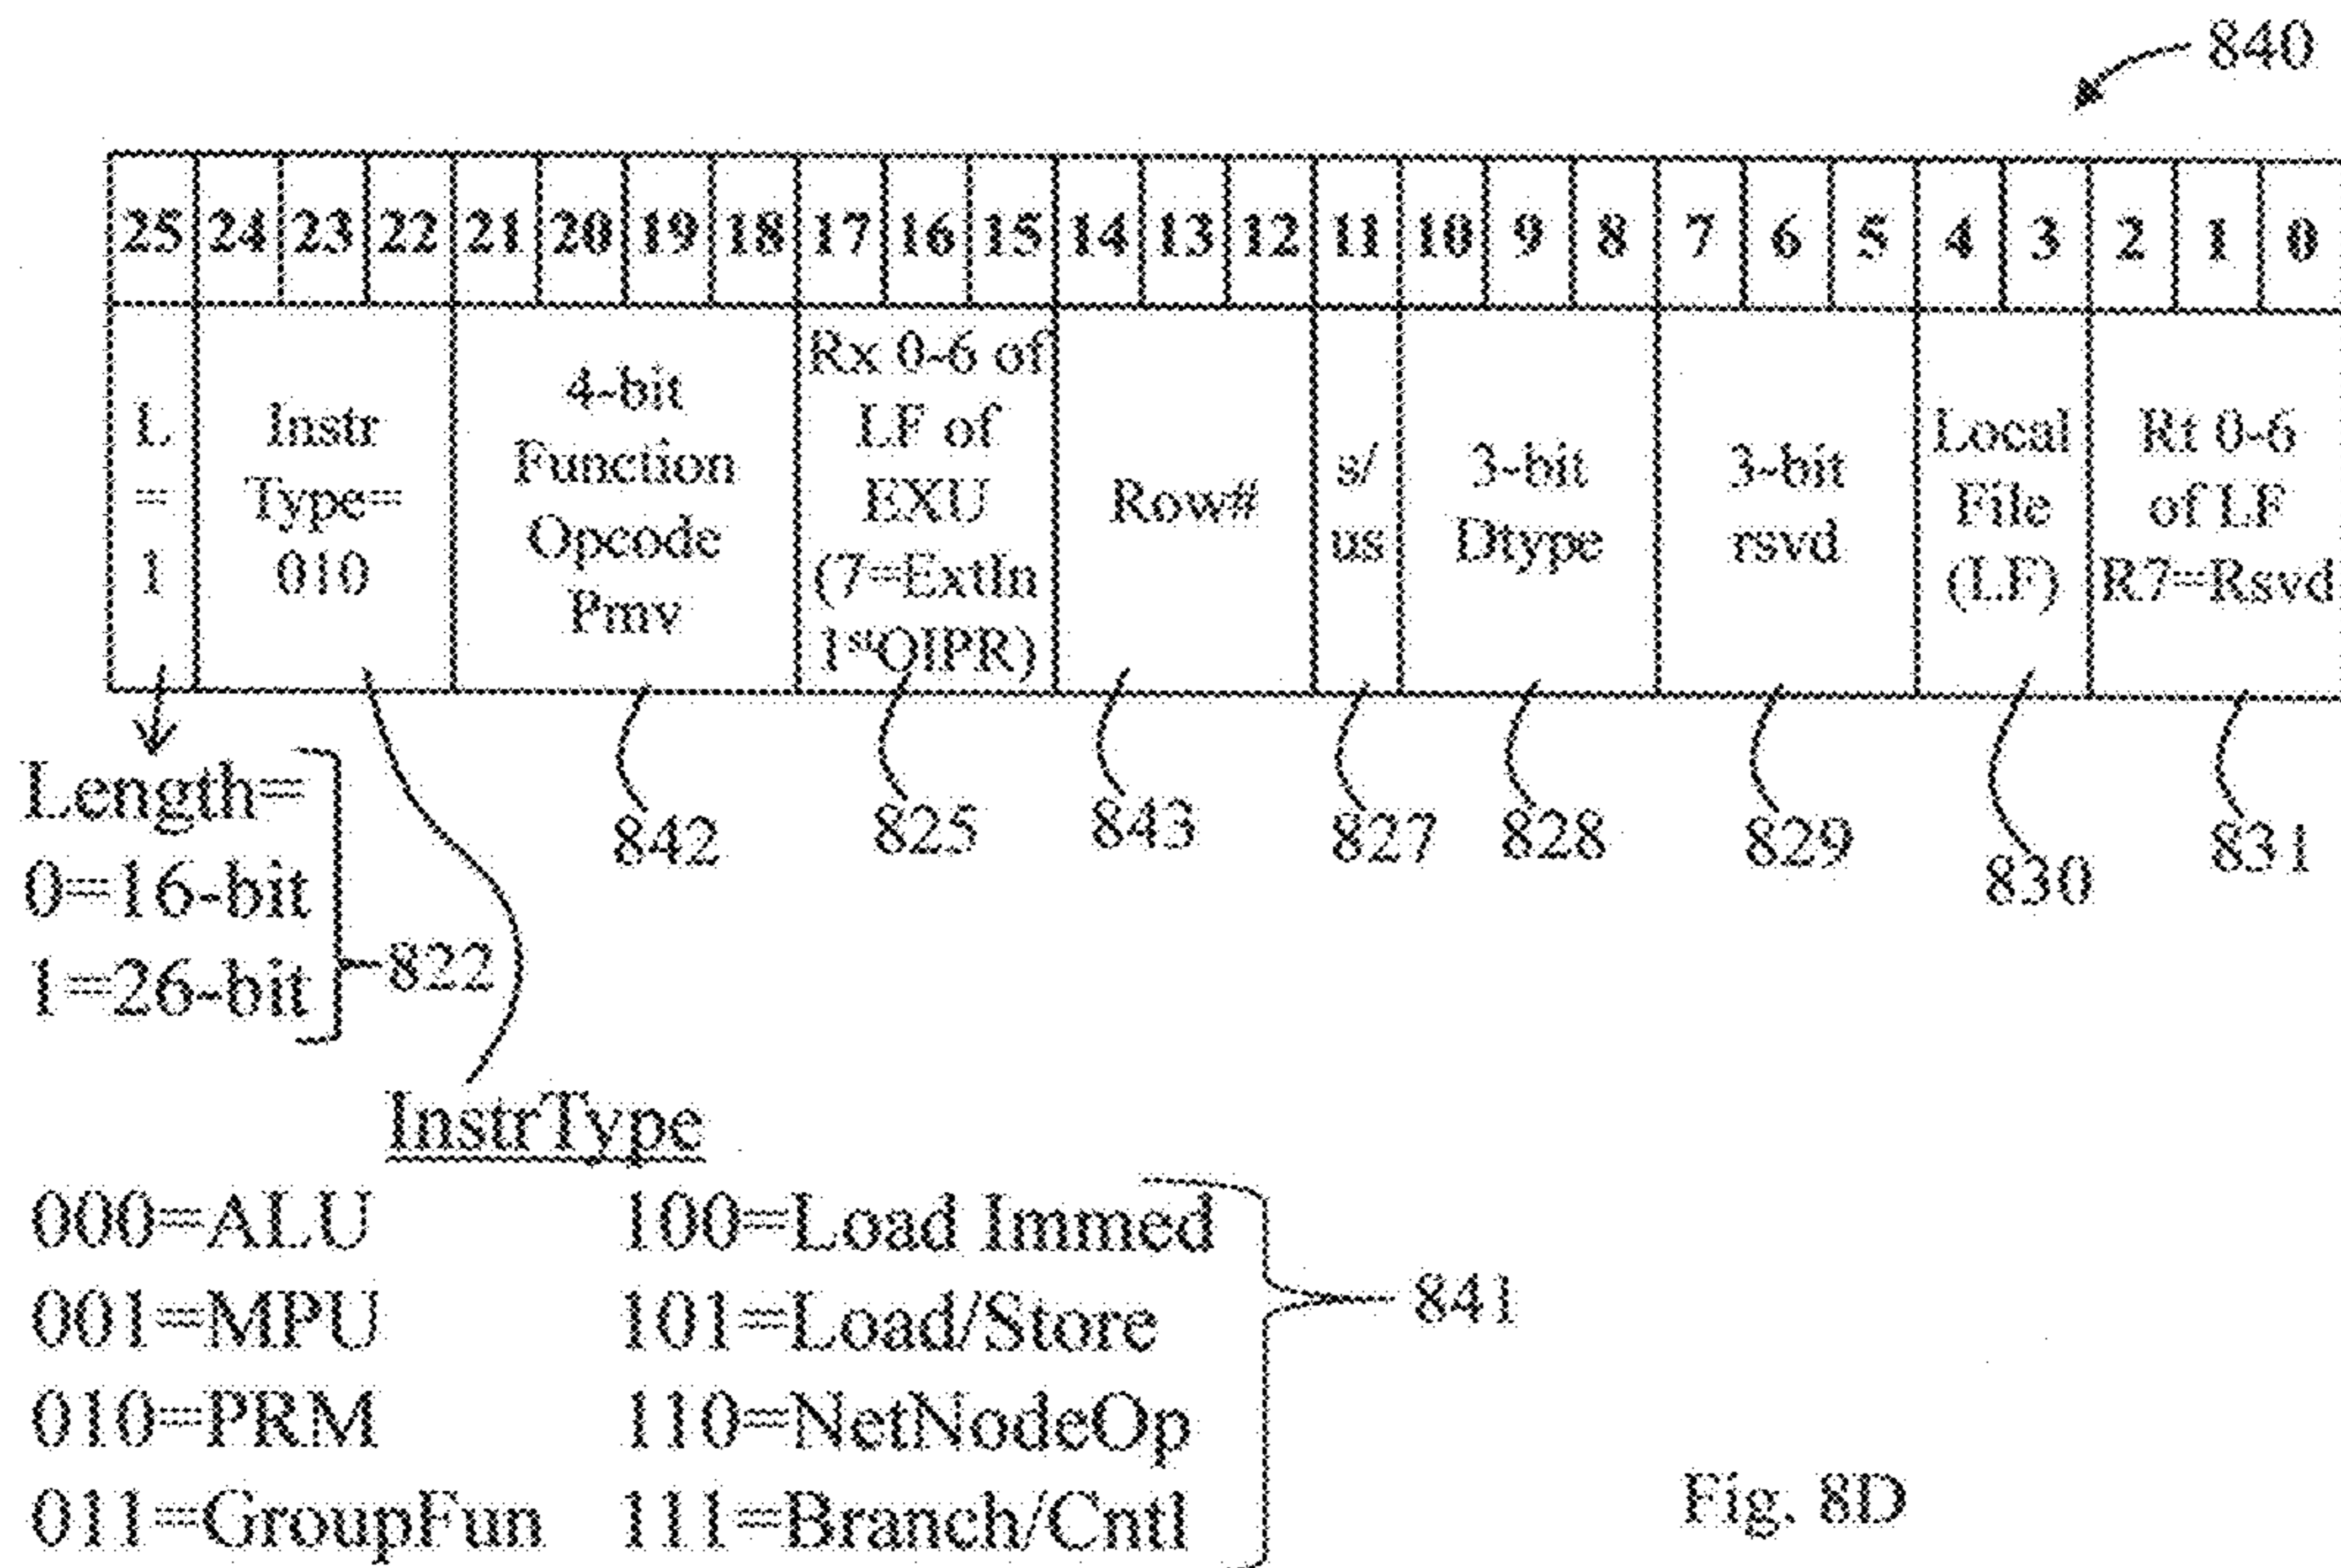 840
25 24 23 22 21 20 19 18 17 16 15 14 13 12 11 10 9 8 7 6 5 4 3 2 1 0
L
=
1
Instr
Type=
010
4-bit
Function
Opcode
Pmv
Rx 0-6 of
LF of
EXU
(7=ExtIn
1stOIPR)
Row#
s/
us
3-bit
Dtype
3-bit
rsvd
Local
File
(LF)
Rt 0-6
of LF
R7=Rsvd
842 825 843 827 828 829 830 831
Length=
0=16-bit
1=26-bit
822
InstrType
000=ALU 100=Load Immed
001=MPU 101=Load/Store
010=PRM 110=NetNodeOp
011=GroupFun 111=Branch/Cntl
841
Fig. 8D